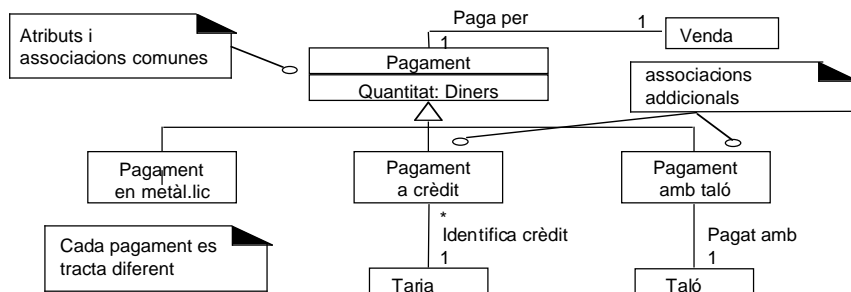 Atributs i
associacions comunes
Paga per
1
1
Venda
Pagament
Quantitat: Diners
associacions
addicionals
Pagament
en metàl.lic
Pagament
a crèdit
Pagament
amb taló
Cada pagament es
tracta diferent
*
Identifica crèdit
1
Pagat amb
1
Tarja
Taló